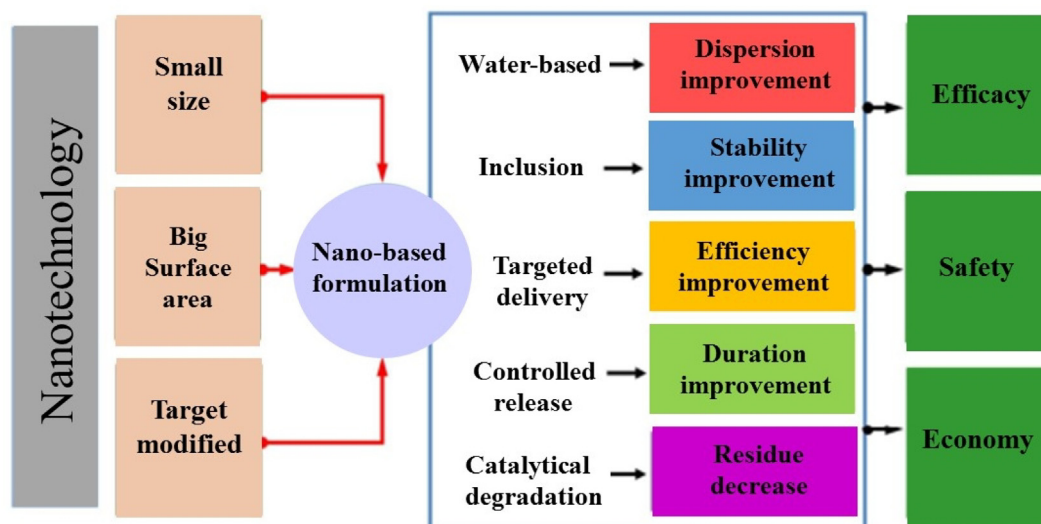 Nanotechnology
Small
size
Big
Surface
area
Target
modified
Nano-based
formulation
Water-based
Dispersion
improvement
Inclusion
Stability
improvement
Targeted
delivery
Efficiency
improvement
Controlled
release
Duration
improvement
Catalytical
degradation
Residue
decrease
Efficacy
Safety
Economy